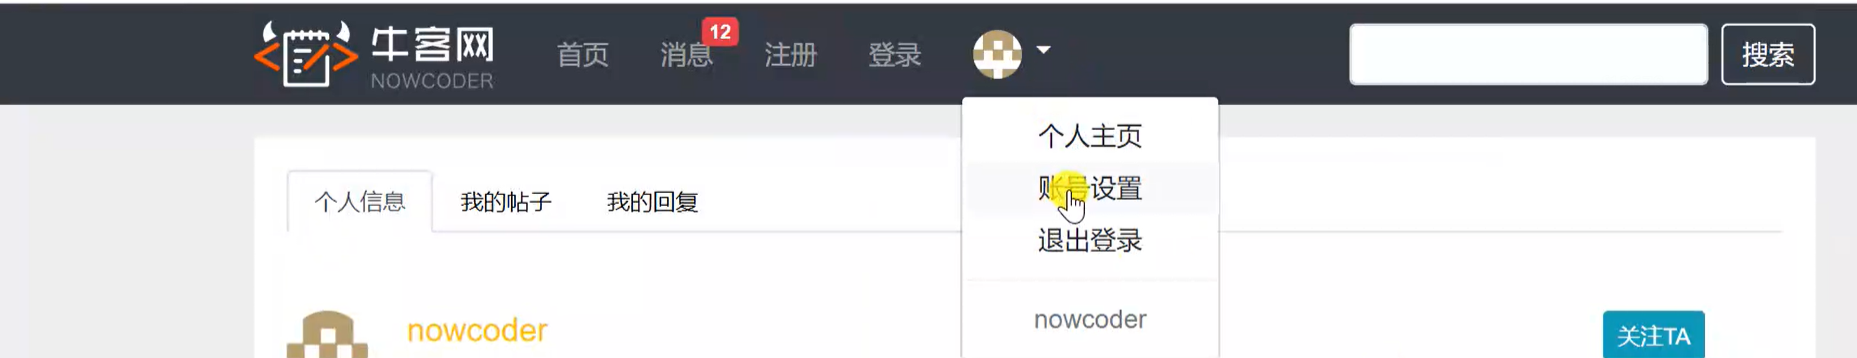 牛客网 首页 消息 12 注册 登录 搜索
NOWCODER
个人主页
账号设置
退出登录
nowcoder
个人信息 我的帖子 我的回复
nowcoder 关注TA